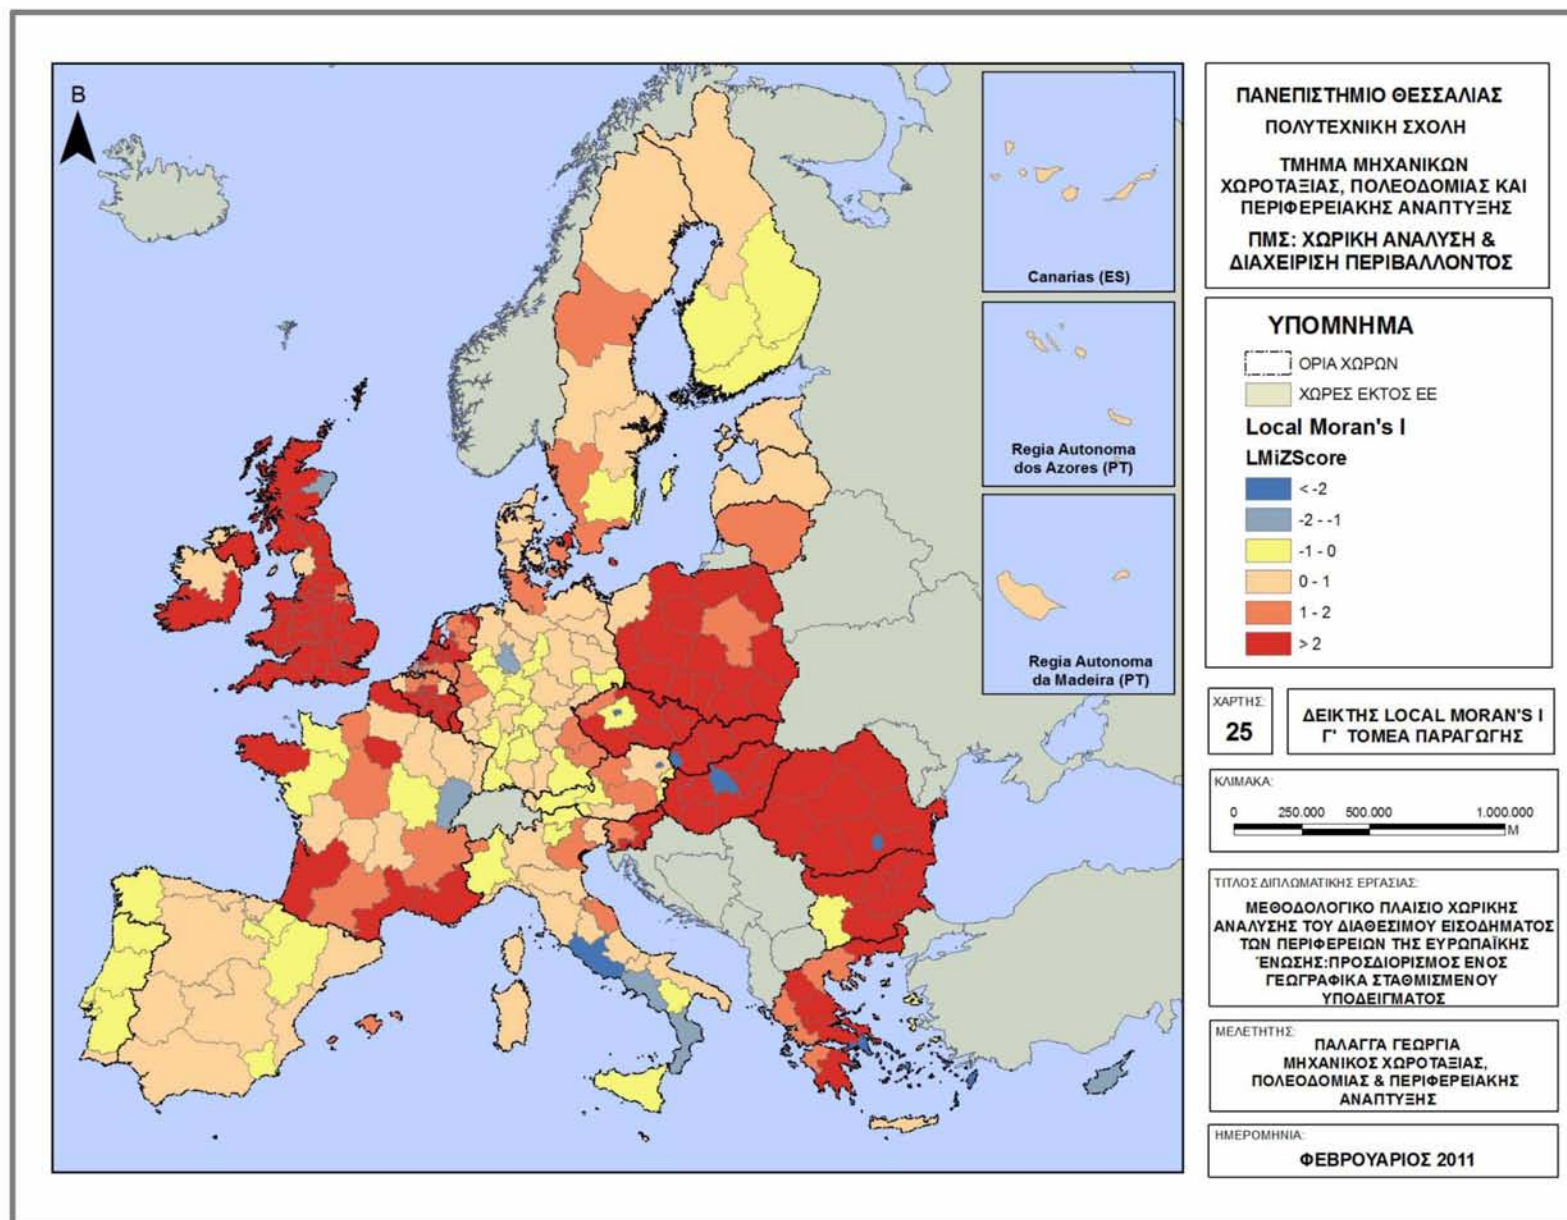 B
Canarias (ES)
Regia Autonoma
dos Azores (PT)
Regia Autonoma
da Madeira (PT)
ΠΑΝΕΠΙΣΤΗΜΙΟ ΘΕΣΣΑΛΙΑΣ
ΠΟΛΥΤΕΧΝΙΚΗ ΣΧΟΛΗ
ΤΜΗΜΑ ΜΗΧΑΝΙΚΩΝ
ΧΩΡΟΤΑΞΙΑΣ, ΠΟΛΕΟΔΟΜΙΑΣ ΚΑΙ
ΠΕΡΙΦΕΡΕΙΑΚΗΣ ΑΝΑΠΤΥΞΗΣ
ΠΜΣ: ΧΩΡΙΚΗ ΑΝΑΛΥΣΗ &
ΔΙΑΧΕΙΡΙΣΗ ΠΕΡΙΒΑΛΛΟΝΤΟΣ
ΥΠΟΜΝΗΜΑ
ΟΡΙΑ ΧΩΡΩΝ
ΧΩΡΕΣ ΕΚΤΟΣ ΕΕ
Local Moran's I
LMiZScore
< -2
-2 - -1
-1 - 0
0 - 1
1 - 2
> 2
ΧΑΡΤΗΣ:
25
ΔΕΙΚΤΗΣ LOCAL MORAN'S I
Γ' ΤΟΜΕΑ ΠΑΡΑΓΩΓΗΣ
ΚΛΙΜΑΚΑ:
0 250.000 500.000 1.000.000
M
ΤΙΤΛΟΣ ΔΙΠΛΩΜΑΤΙΚΗΣ ΕΡΓΑΣΙΑΣ:
ΜΕΘΟΔΟΛΟΓΙΚΟ ΠΛΑΙΣΙΟ ΧΩΡΙΚΗΣ
ΑΝΑΛΥΣΗΣ ΤΟΥ ΔΙΑΘΕΣΙΜΟΥ ΕΙΣΟΔΗΜΑΤΟΣ
ΤΩΝ ΠΕΡΙΦΕΡΕΙΩΝ ΤΗΣ ΕΥΡΩΠΑΪΚΗΣ
ΈΝΩΣΗΣ:ΠΡΟΣΔΙΟΡΙΣΜΟΣ ΕΝΟΣ
ΓΕΩΓΡΑΦΙΚΑ ΣΤΑΘΜΙΣΜΕΝΟΥ
ΥΠΟΔΕΙΓΜΑΤΟΣ
ΜΕΛΕΤΗΤΗΣ:
ΠΑΛΑΓΓΑ ΓΕΩΡΓΙΑ
ΜΗΧΑΝΙΚΟΣ ΧΩΡΟΤΑΞΙΑΣ,
ΠΟΛΕΟΔΟΜΙΑΣ & ΠΕΡΙΦΕΡΕΙΑΚΗΣ
ΑΝΑΠΤΥΞΗΣ
ΗΜΕΡΟΜΗΝΙΑ:
ΦΕΒΡΟΥΑΡΙΟΣ 2011